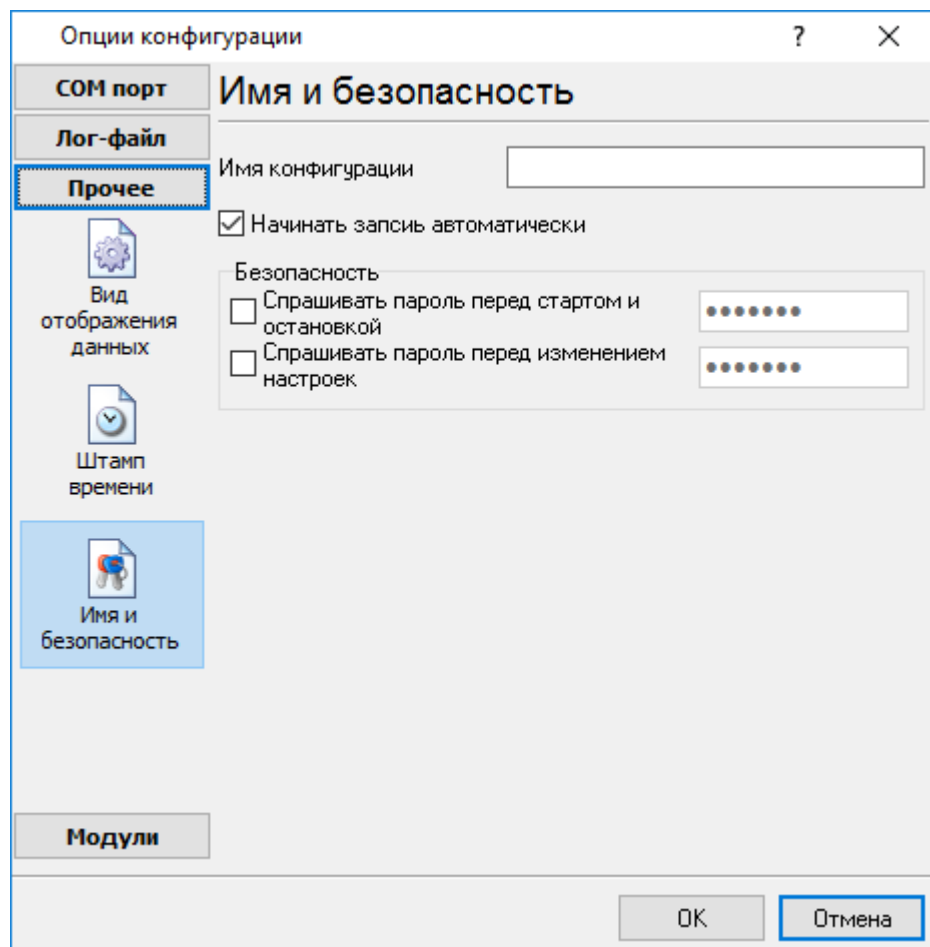 Опции конфигурации
?
COM порт
Имя и безопасность
Лог-файл
Прочее
Имя конфигурации
Начинать запсиь автоматически
Вид
отображения
данных
Безопасность
Спрашивать пароль перед стартом и
остановкой
•••••••
Спрашивать пароль перед изменением
настроек
•••••••
Штамп
времени
Имя и
безопасность
Модули
OK
Отмена